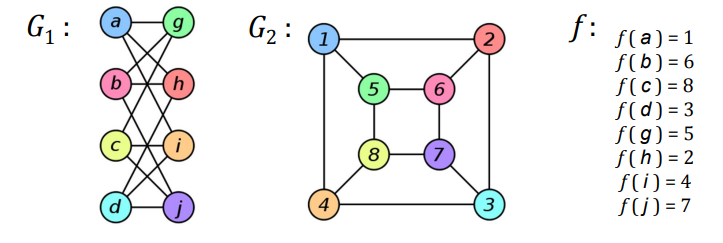 G1 : G2 : f :
a g
b h
c i
d j
1 2
5 6
8 7
4 3
f( a ) = 1
f( b ) = 6
f( c ) = 8
f( d ) = 3
f( g ) = 5
f( h ) = 2
f( i ) = 4
f( j ) = 7